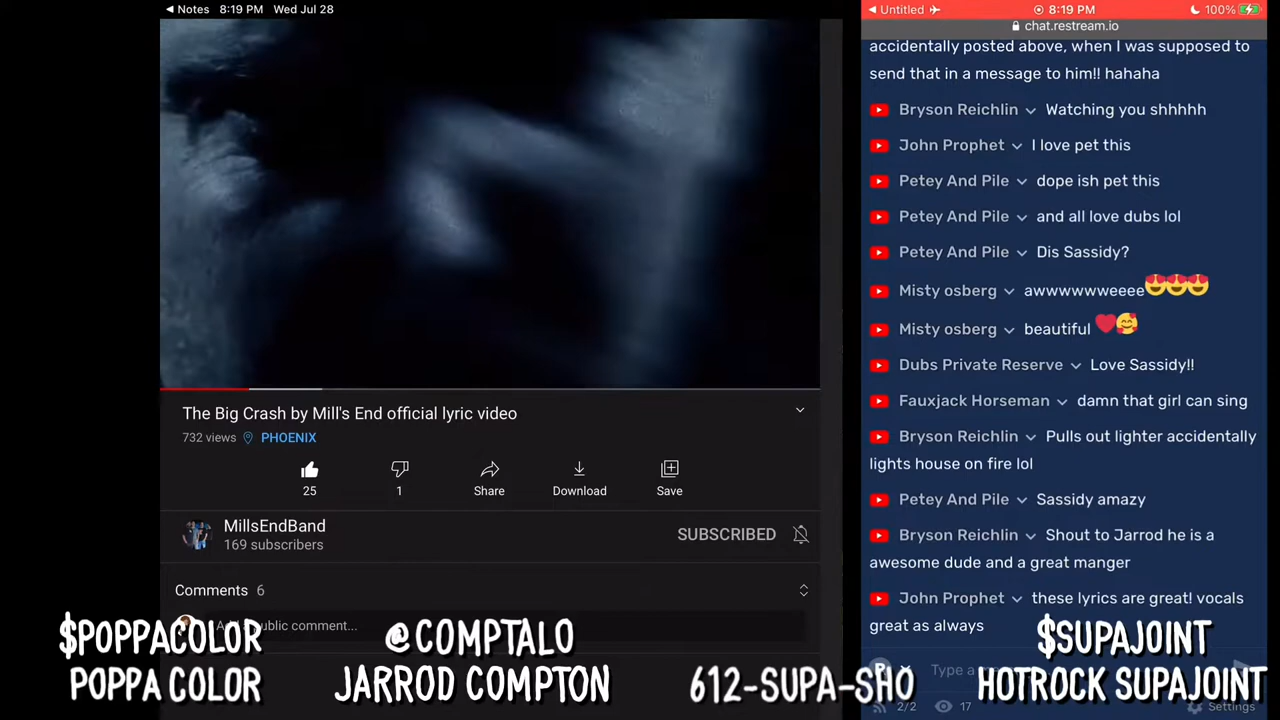 Notes 8:19 PM Wed Jul 28
The Big Crash by Mill's End official lyric video
732 views PHOENIX
25 1 Share Download Save
MillsEndBand
169 subscribers
SUBSCRIBED
Comments 6
public comment...
Untitled 8:19 PM 100%
chat.restream.io
accidentally posted above, when I was supposed to
send that in a message to him!! hahaha
Bryson Reichlin Watching you shhhhh
John Prophet I love pet this
Petey And Pile dope ish pet this
Petey And Pile and all love dubs lol
Petey And Pile Dis Sassidy?
Misty osberg awwwwwweeee😍😍😍
Misty osberg beautiful ❤️🥰
Dubs Private Reserve Love Sassidy!!
Fauxjack Horseman damn that girl can sing
Bryson Reichlin Pulls out lighter accidentally
lights house on fire lol
Petey And Pile Sassidy amazy
Bryson Reichlin Shout to Jarrod he is a
awesome dude and a great manger
John Prophet these lyrics are great! vocals
great as always
Type a
2/2 17 Settings
$POPPACOLOR
POPPA COLOR
@COMPTALO
JARROD COMPTON
612-SUPA-SHO
$SUPAJOINT
HOTROCK SUPAJOINT